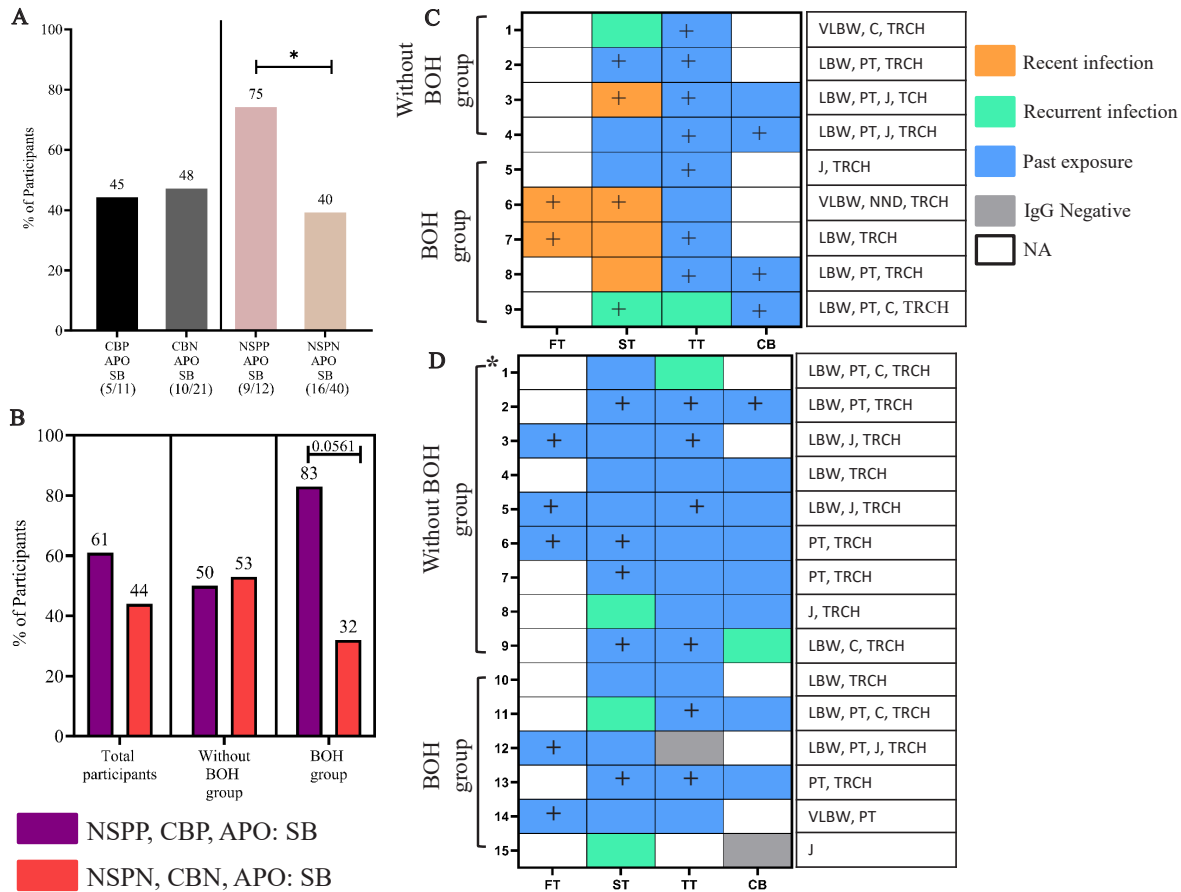 A
% of Participants
100
80
60
40
20
0
45
48
75
40
*
CBP
APO
SB
(5/11)
CBN
APO
SB
(10/21)
NSPP
APO
SB
(9/12)
NSPN
APO
SB
(16/40)
B
% of Participants
100
80
60
40
20
0
61
44
50
53
83
32
0.0561
Total
participants
Without
BOH
group
BOH
group
NSPP, CBP, APO: SB
NSPN, CBN, APO: SB
C
Without
BOH
group
BOH
group
1 + VLBW, C, TRCH
2 + + LBW, PT, TRCH
3 + + LBW, PT, J, TCH
4 + + LBW, PT, J, TRCH
5 + J, TRCH
6 + + VLBW, NND, TRCH
7 + + LBW, TRCH
8 + + LBW, PT, TRCH
9 + + LBW, PT, C, TRCH
FT ST TT CB
Recent infection
Recurrent infection
Past exposure
IgG Negative
NA
D
*
Without BOH
group
BOH
group
1 LBW, PT, C, TRCH
2 + + + LBW, PT, TRCH
3 + + LBW, J, TRCH
4 LBW, TRCH
5 + + LBW, J, TRCH
6 + + PT, TRCH
7 + PT, TRCH
8 J, TRCH
9 + + LBW, C, TRCH
10 LBW, TRCH
11 + LBW, PT, C, TRCH
12 + LBW, PT, J, TRCH
13 + + PT, TRCH
14 + VLBW, PT
15 J
FT ST TT CB